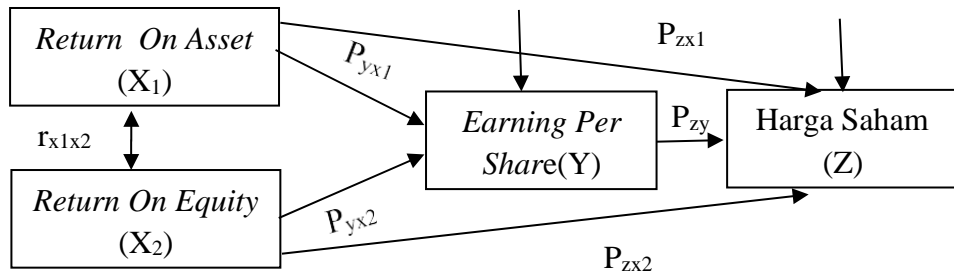 Return On Asset
(X1)
Pyx1
Pzx1
rx1x2
Earning Per
Share(Y)
Pzy
Harga Saham
(Z)
Return On Equity
(X2)
Pyx2
Pzx2